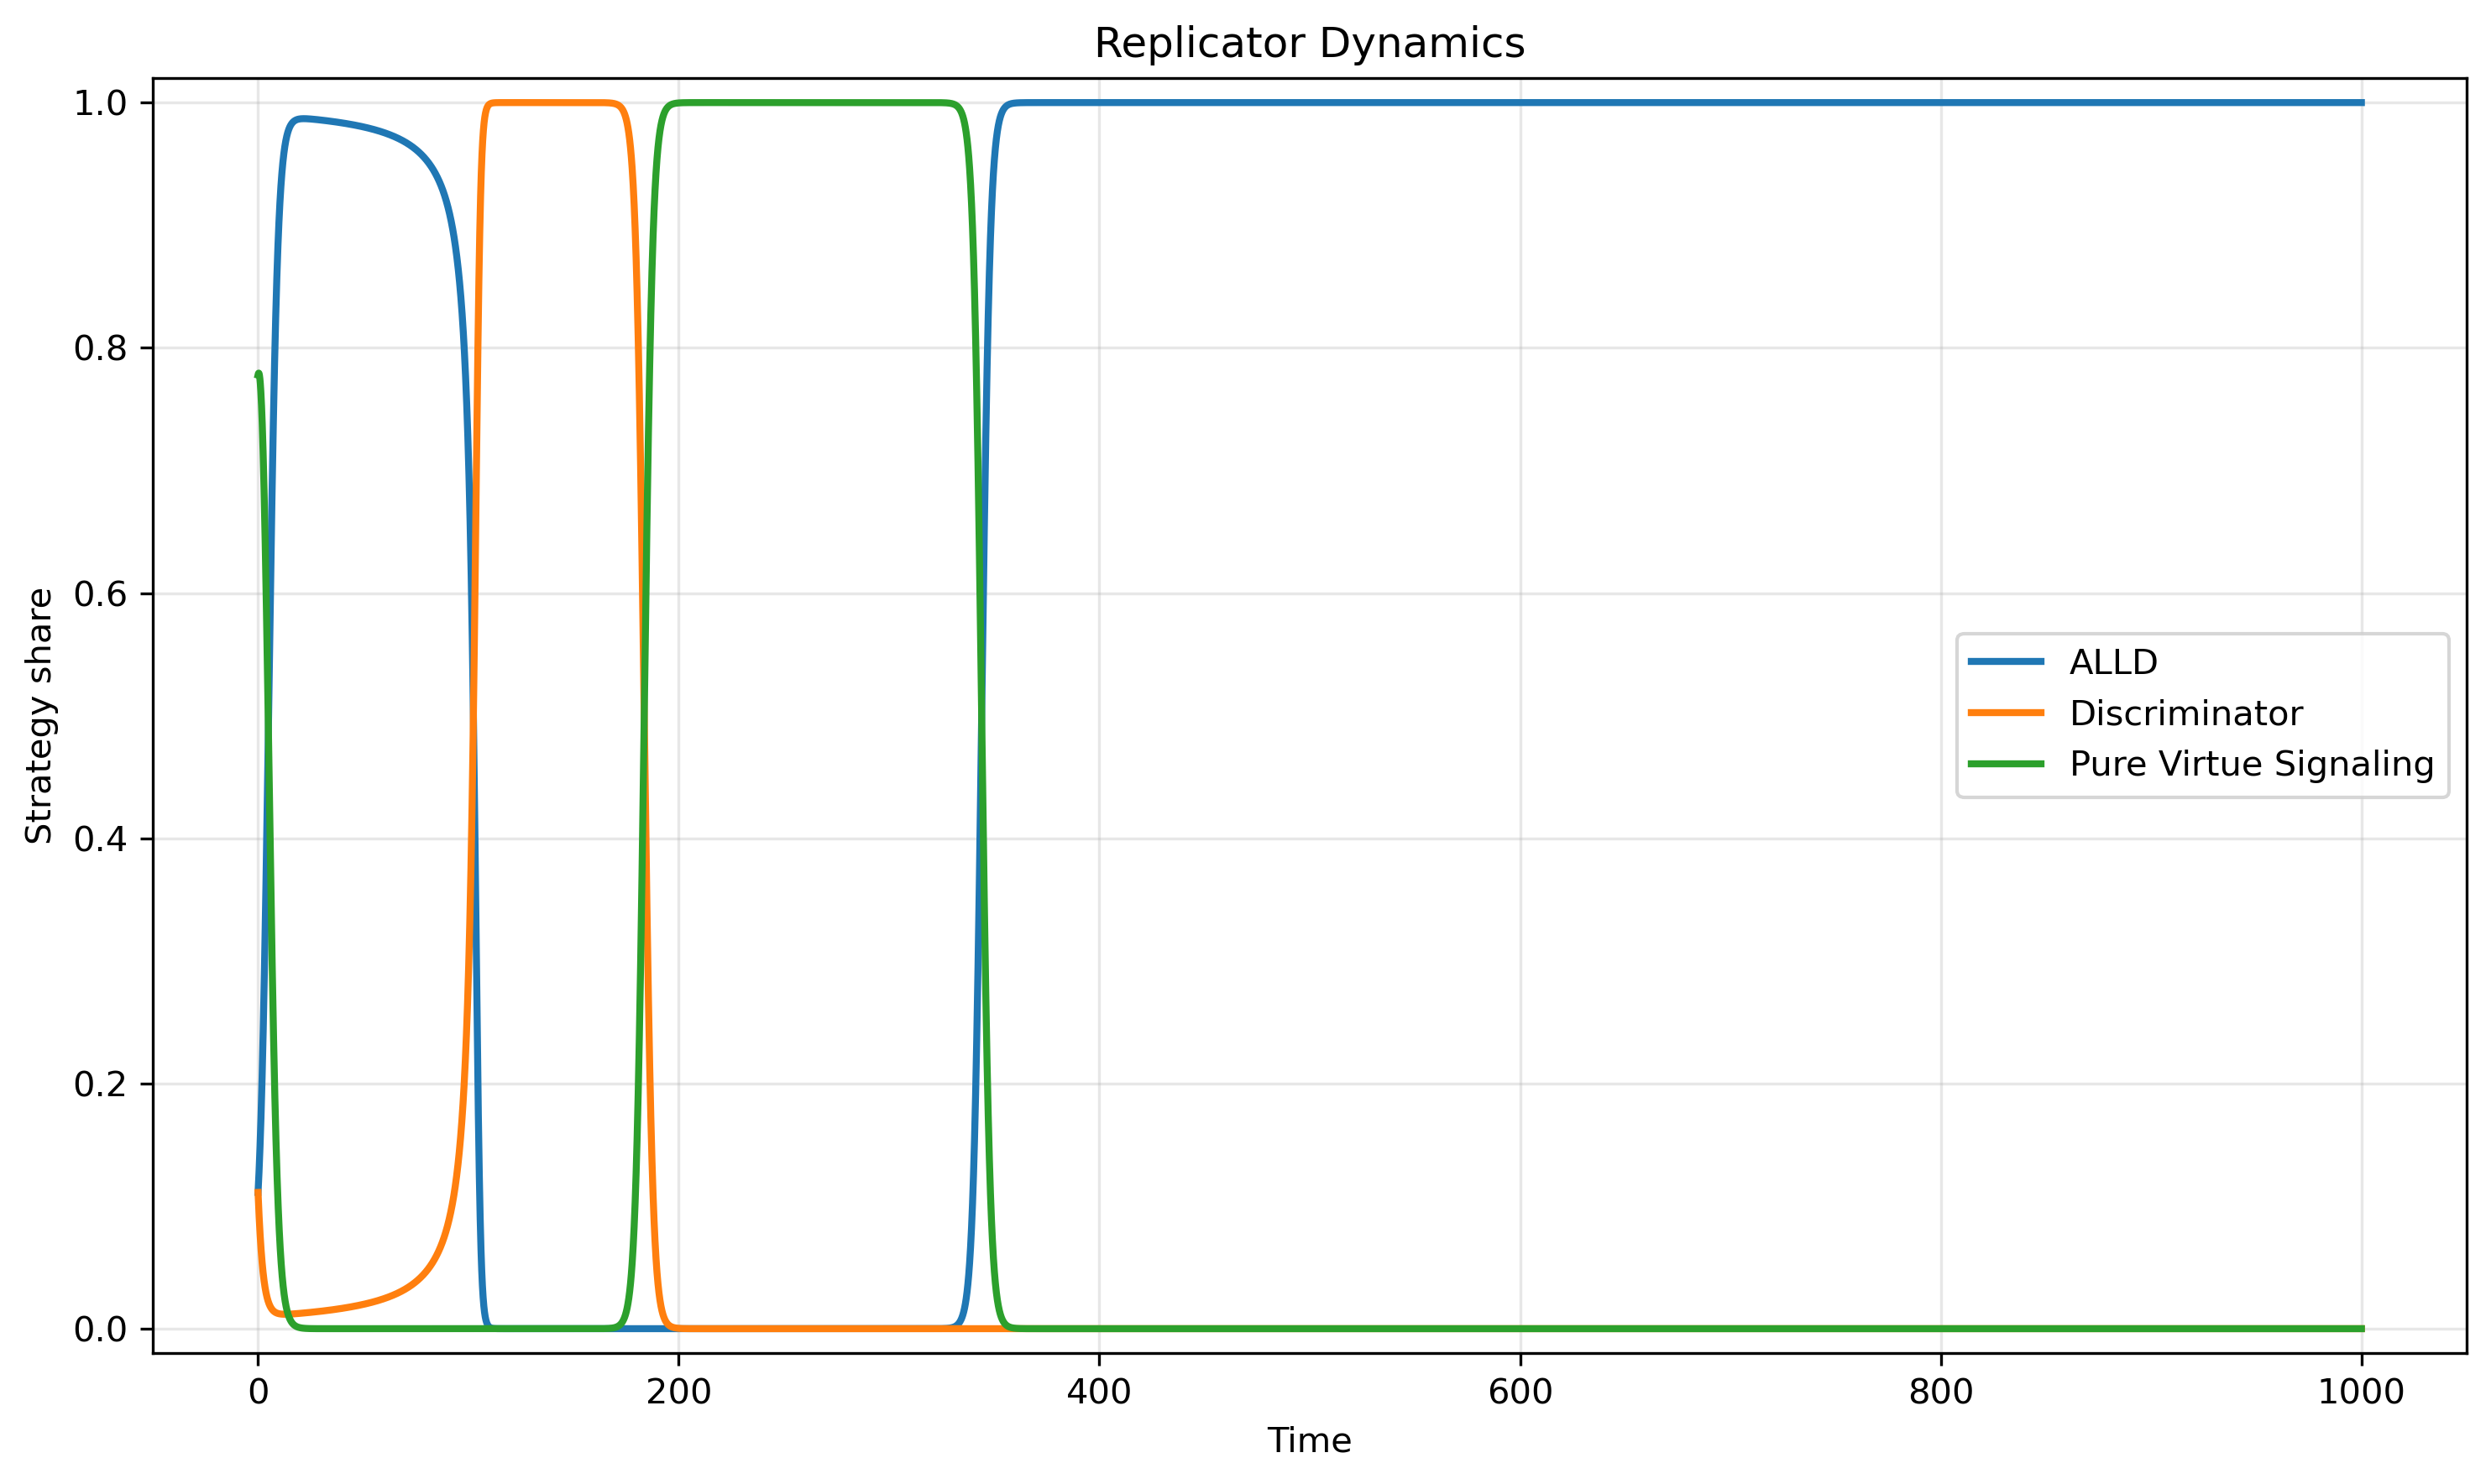 Replicator Dynamics
1.0
0.8
0.6
0.4
0.2
0.0
Strategy share
ALLD
Discriminator
Pure Virtue Signaling
0 200 400 600 800 1000
Time